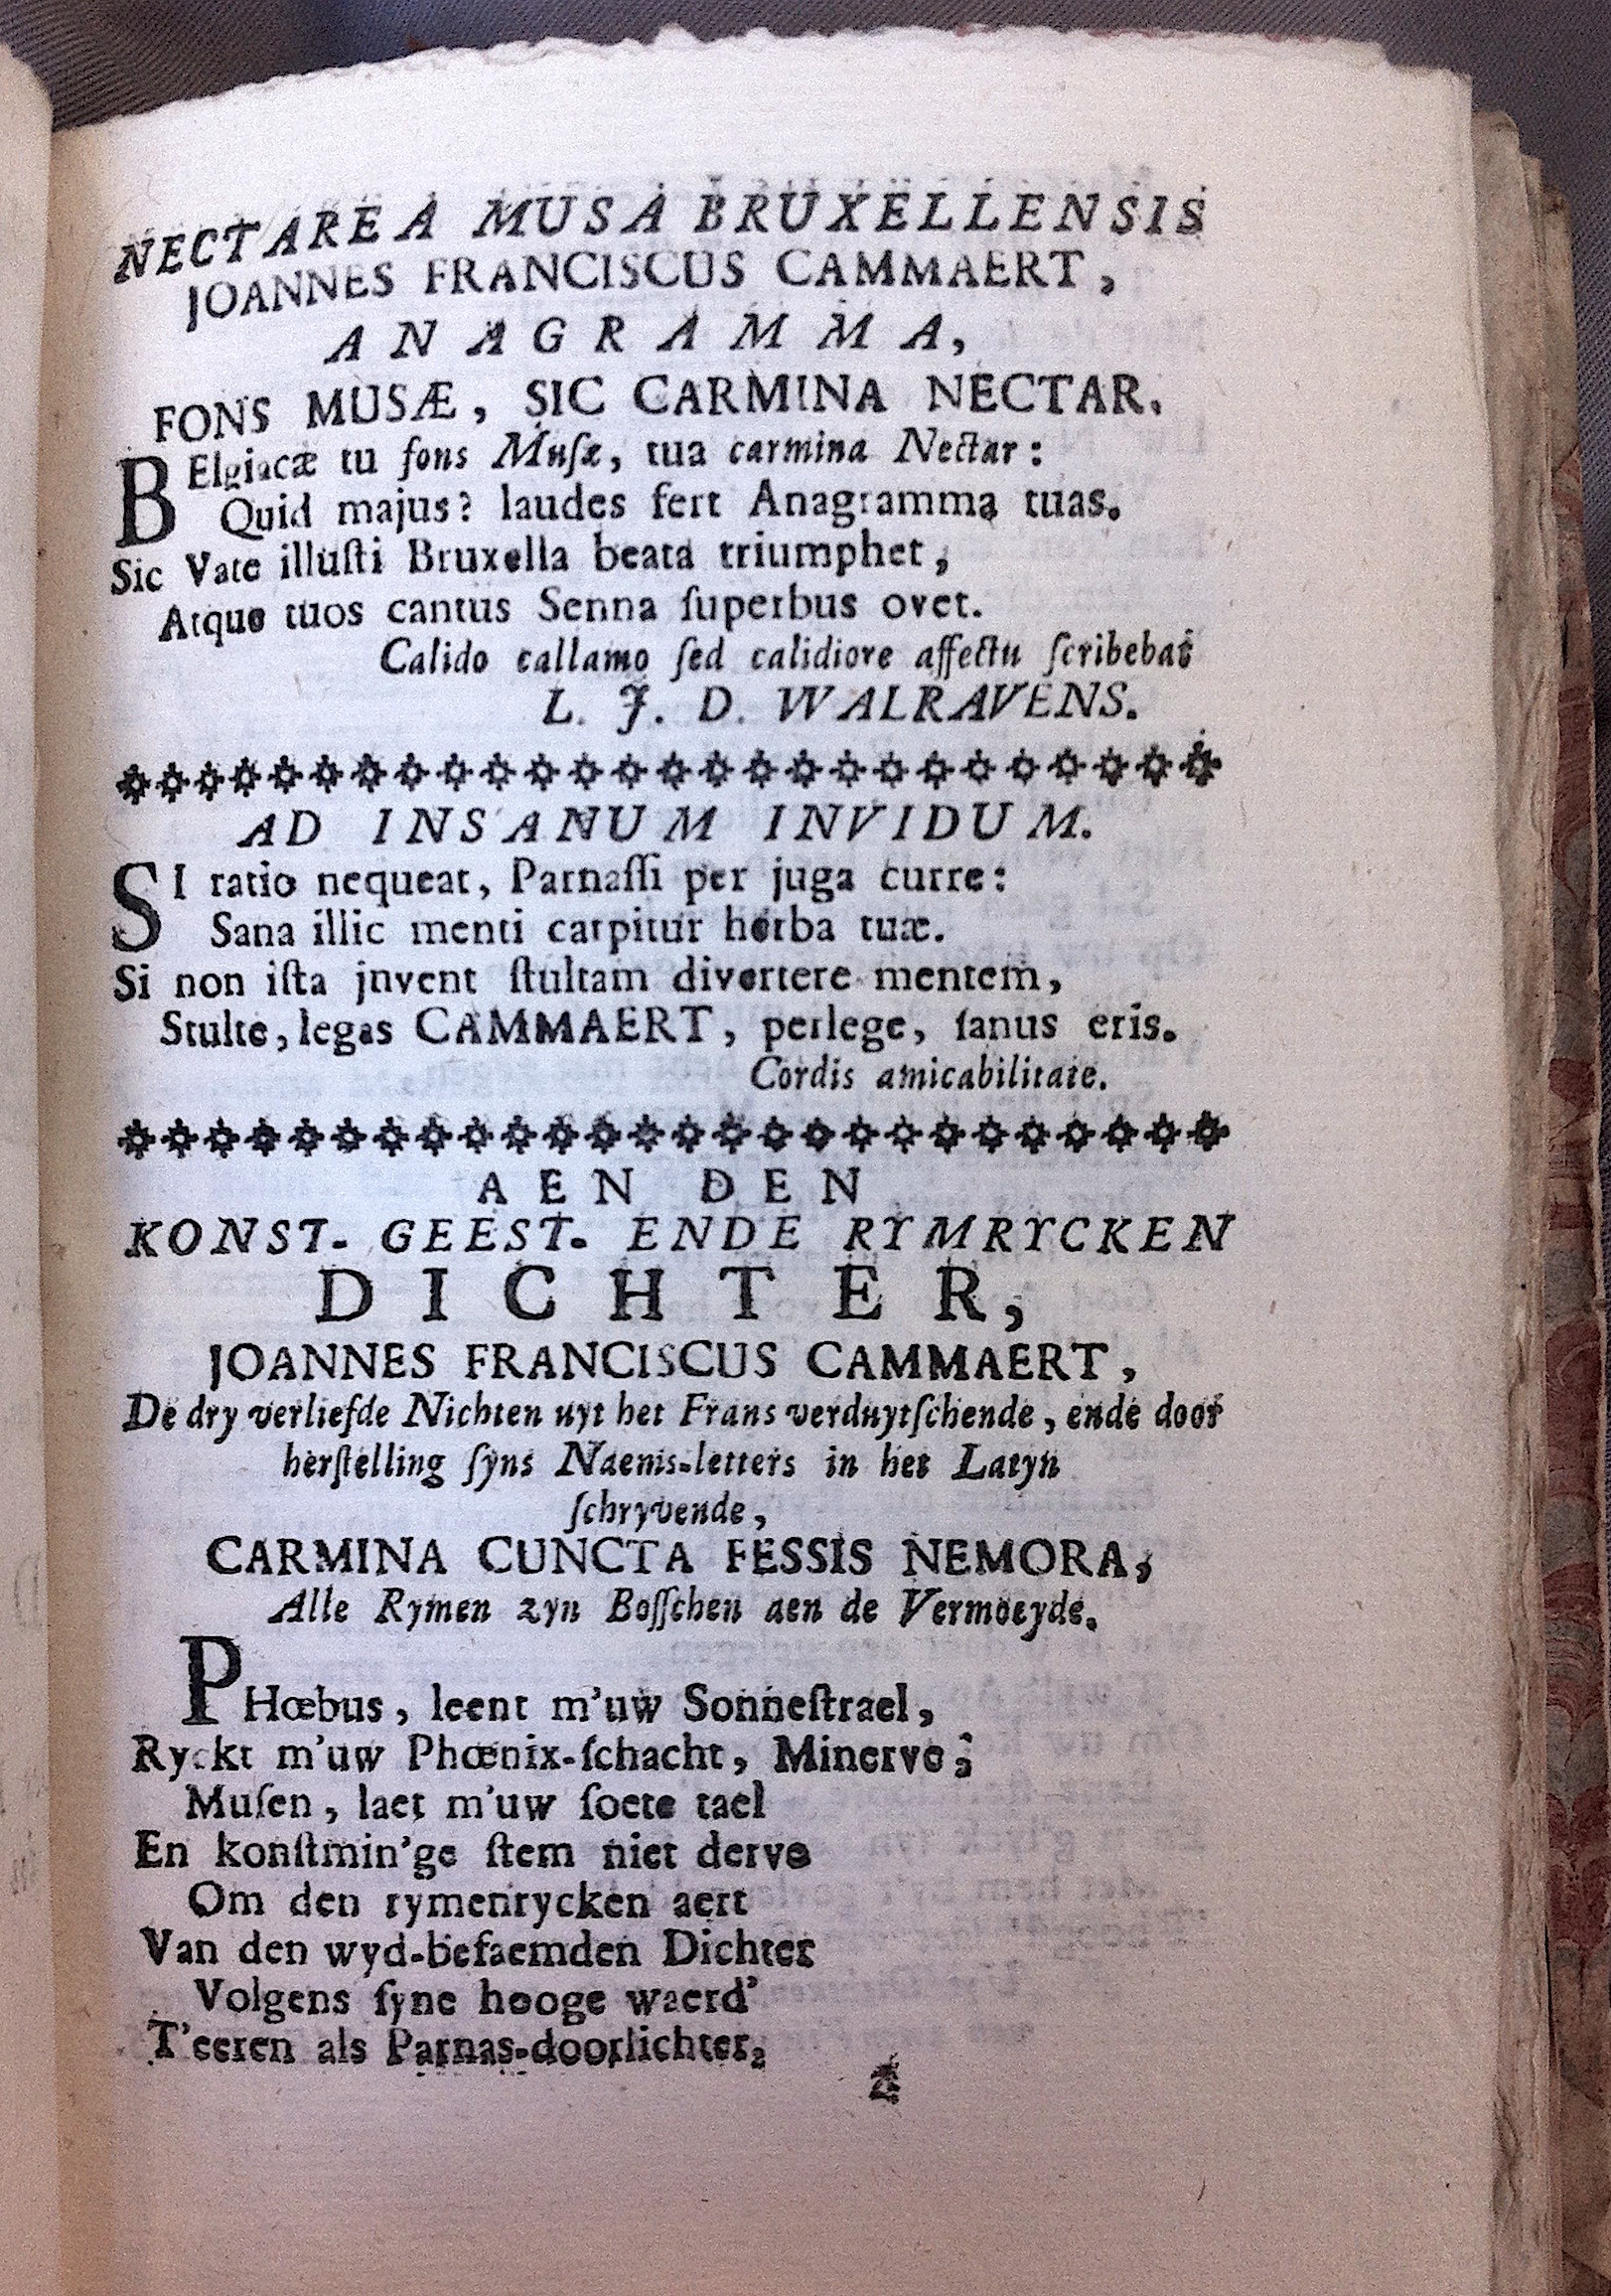 NECTAREA MUSA BRUXELLENSIS
JOANNES FRANCISCUS CAMMAERT,
ANAGRAMMA,
FONS MUSÆ, SIC CARMINA NECTAR.
BElgiacæ tu fons Muſæ, tua carmina Nectar:
Quid majus? laudes fert Anagramma tuas.
Sic Vate illuſti Bruxella beata triumphet,
Atque tuos cantus Senna ſuperbus ovet.
Calido callamo ſed calidiore affectu ſcribebat
L. J. D. WALRAVENS.
AD INSANUM INVIDUM.
SI ratio nequeat, Parnaſſi per juga curre:
Sana illic menti carpitur herba tuæ.
Si non iſta jnvent ſtultam divertere mentem,
Stulte, legas CAMMAERT, perlege, ſanus eris.
Cordis amicabilitate.
AEN DEN
KONST- GEEST- ENDE RYMRYCKEN
DICHTER,
JOANNES FRANCISCUS CAMMAERT,
De dry verliefde Nichten uyt het Frans verduytſchende, ende door
herſtelling ſyns Naems-letters in het Latyn
ſchryvende,
CARMINA CUNCTA FESSIS NEMORA,
Alle Rymen zyn Boſſchen aen de Vermoeyde.
PHœbus, leent m'uw Sonneſtrael,
Ryckt m'uw Phœnix-ſchacht, Minerve;
Muſen, laet m'uw ſoete tael
En konſtmin'ge ſtem niet derve
Om den rymenrycken aert
Van den wyd-befaemden Dichter
Volgens ſyne hooge waerd'
T'eeren als Parnas-doorlichter,